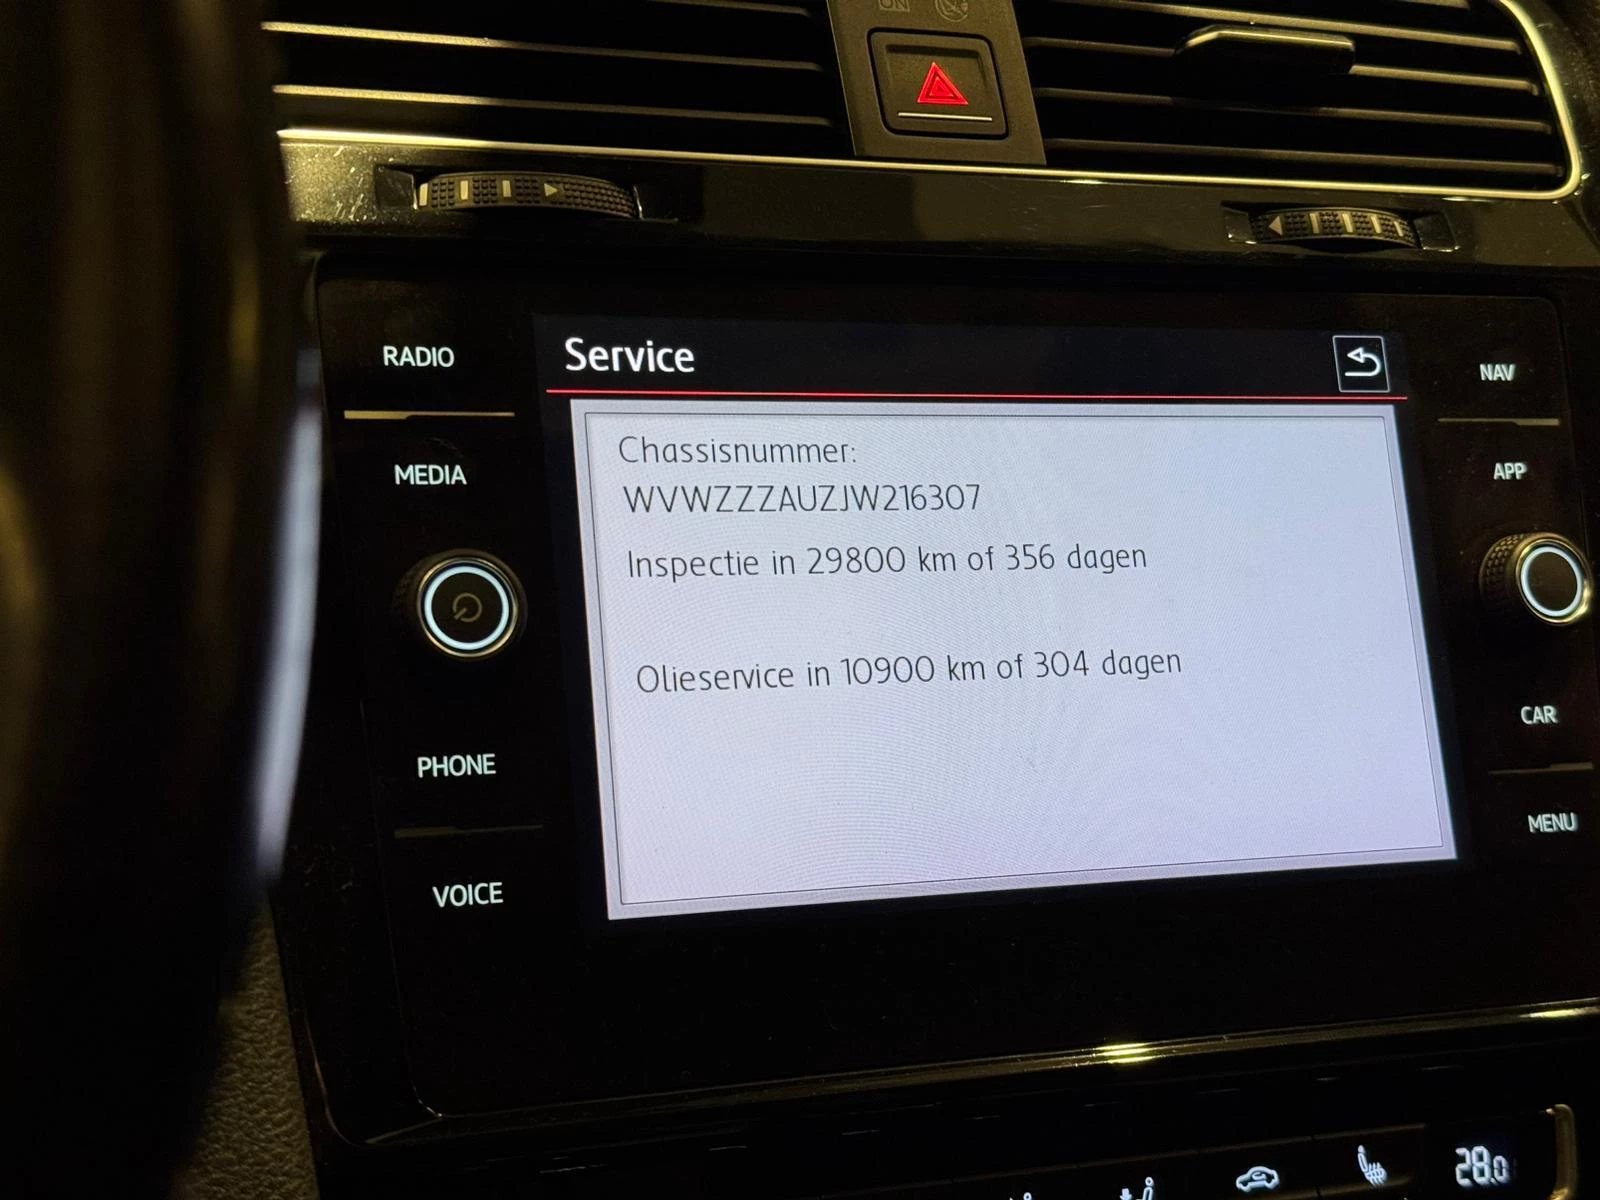 RADIO
MEDIA
PHONE
VOICE
Service
Chassisnummer:
WVWZZZAUZJW216307
Inspectie in 29800 km of 356 dagen
Olieservice in 10900 km of 304 dagen
NAV
APP
CAR
MENU
28.0